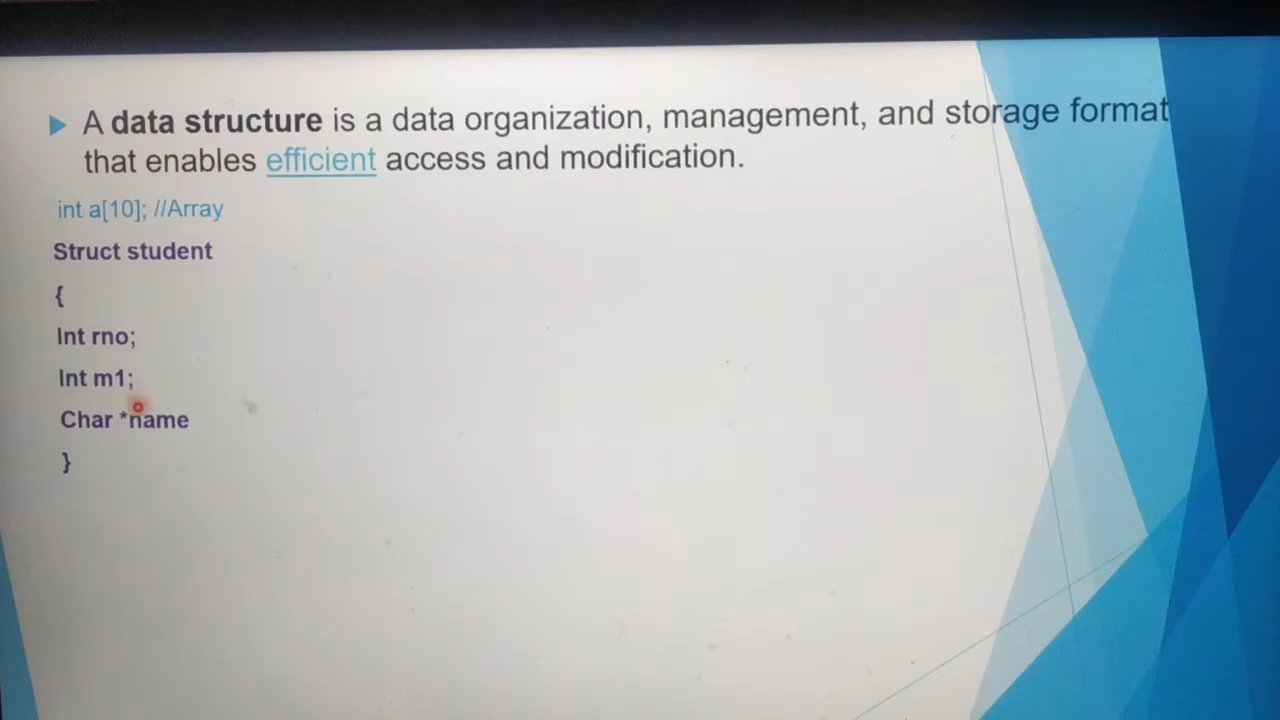 A data structure is a data organization, management, and storage format
that enables efficient access and modification.
int a[10]; //Array
Struct student
{
Int rno;
Int m1;
Char *name
}